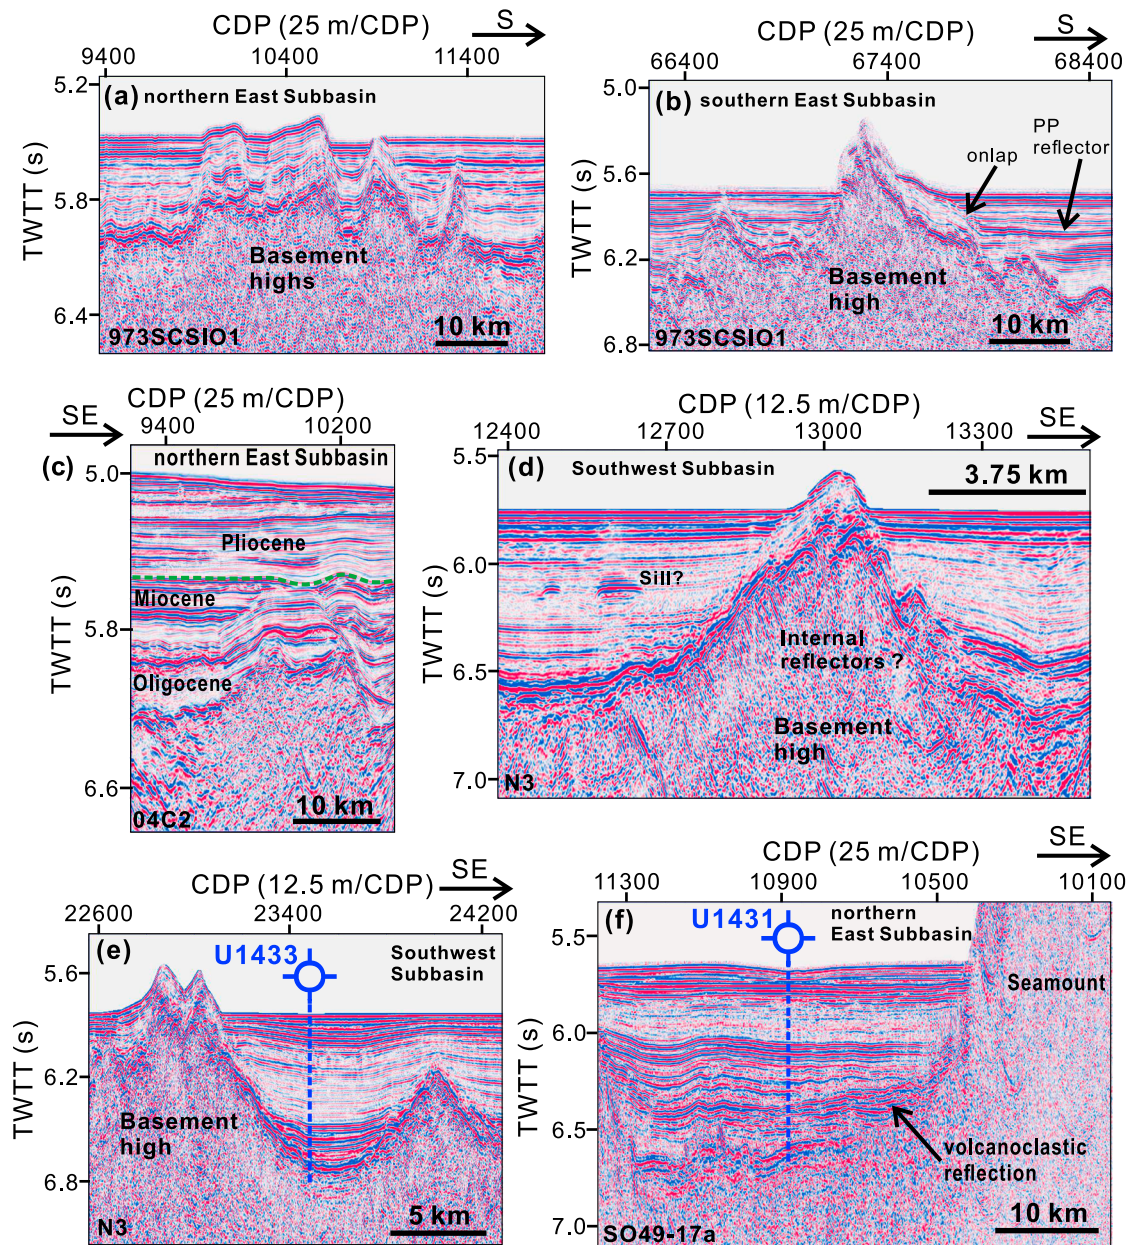 CDP (25 m/CDP)
S
9400 10400 11400
5.2
5.8
6.4
TWTT (s)
(a) northern East Subbasin
Basement
highs
973SCSIO1
10 km
CDP (25 m/CDP)
S
66400 67400 68400
5.0
5.6
6.2
6.8
TWTT (s)
(b) southern East Subbasin
PP
reflector
onlap
Basement
high
973SCSIO1
10 km
CDP (25 m/CDP)
SE
9400 10200
(c) northern East Subbasin
5.0
5.8
6.6
TWTT (s)
Pliocene
Miocene
Oligocene
10 km
04C2
CDP (12.5 m/CDP)
12400 12700 13000 13300 SE
5.5
6.0
6.5
7.0
TWTT (s)
(d) Southwest Subbasin
3.75 km
Sill?
Internal
reflectors ?
Basement
high
N3
SE
CDP (12.5 m/CDP)
22600 23400 24200
5.6
6.2
6.8
TWTT (s)
(e)
U1433
Southwest
Subbasin
Basement
high
5 km
N3
SE
CDP (25 m/CDP)
11300 10900 10500 10100
5.5
6.0
6.5
7.0
TWTT (s)
(f)
U1431
northern
East Subbasin
Seamount
volcanoclastic
reflection
10 km
SO49-17a